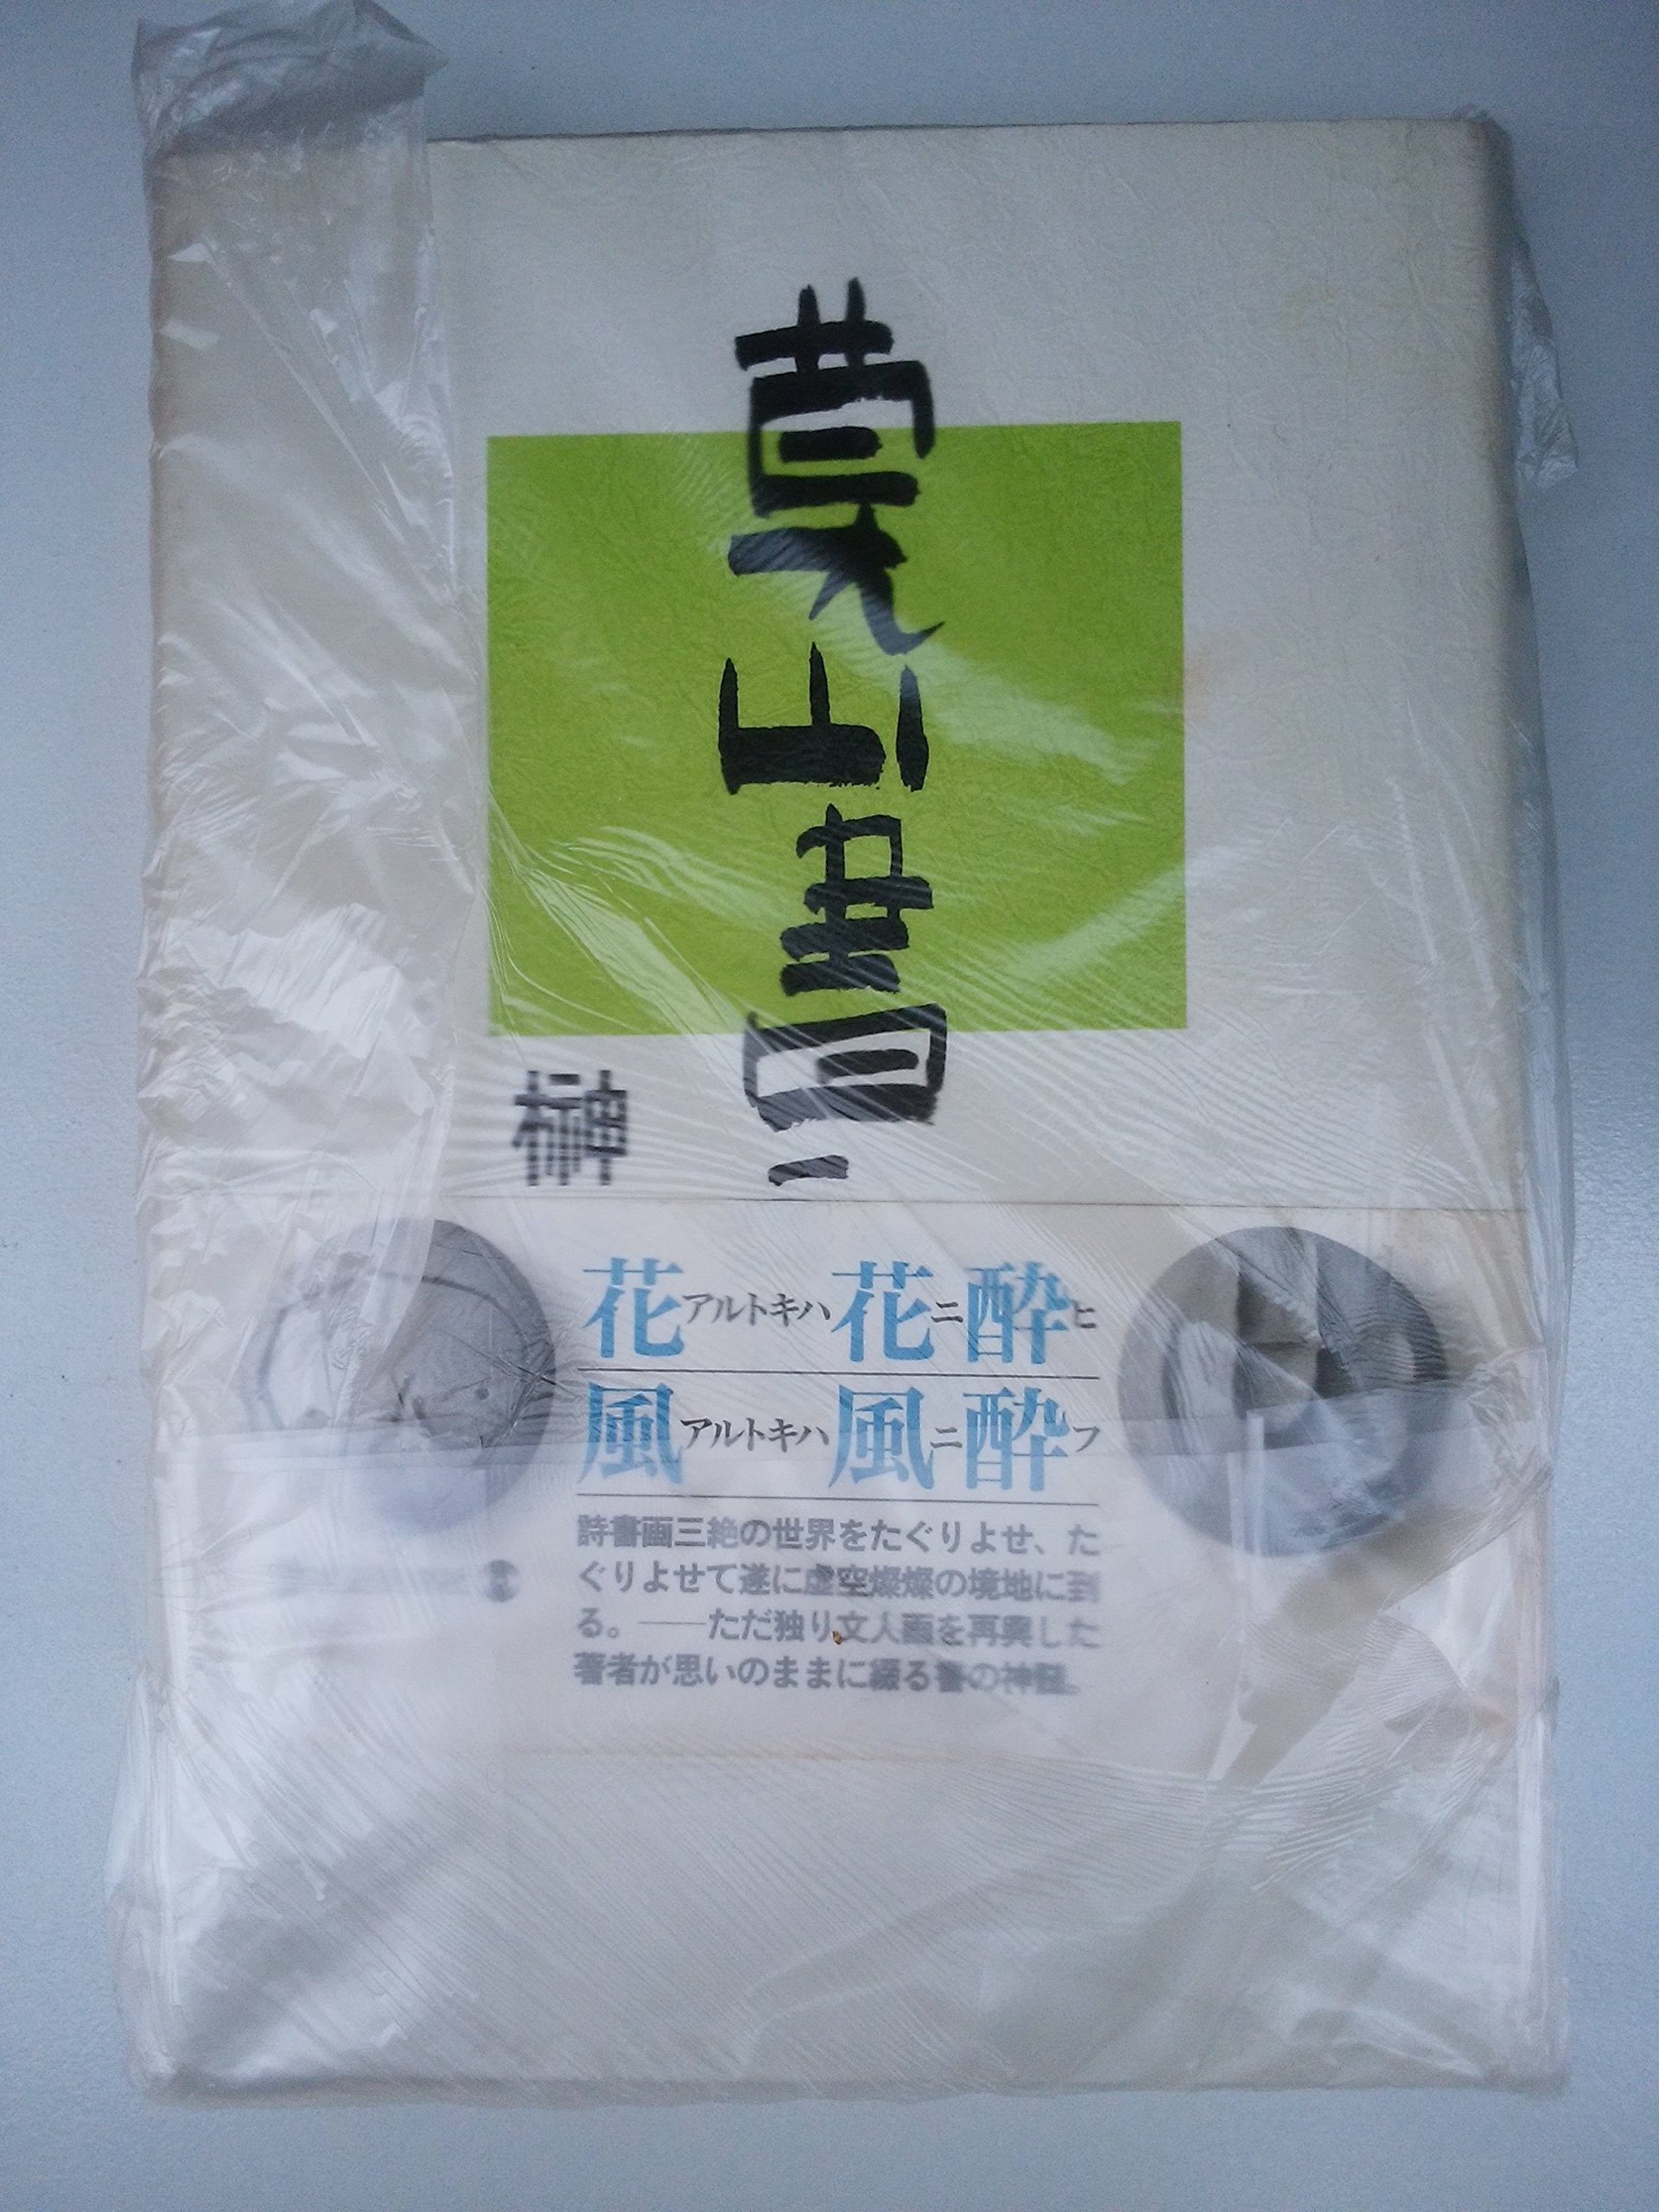 莫山書
榊
花アルトキハ花ニ酔ヒ
風アルトキハ風ニ酔フ
詩書画三絶の世界をたぐりよせ、た
ぐりよせて遂に虚空燦燦の境地に到
る。──ただ独り文人画を再興した
著者が思いのままに綴る書の神髄。